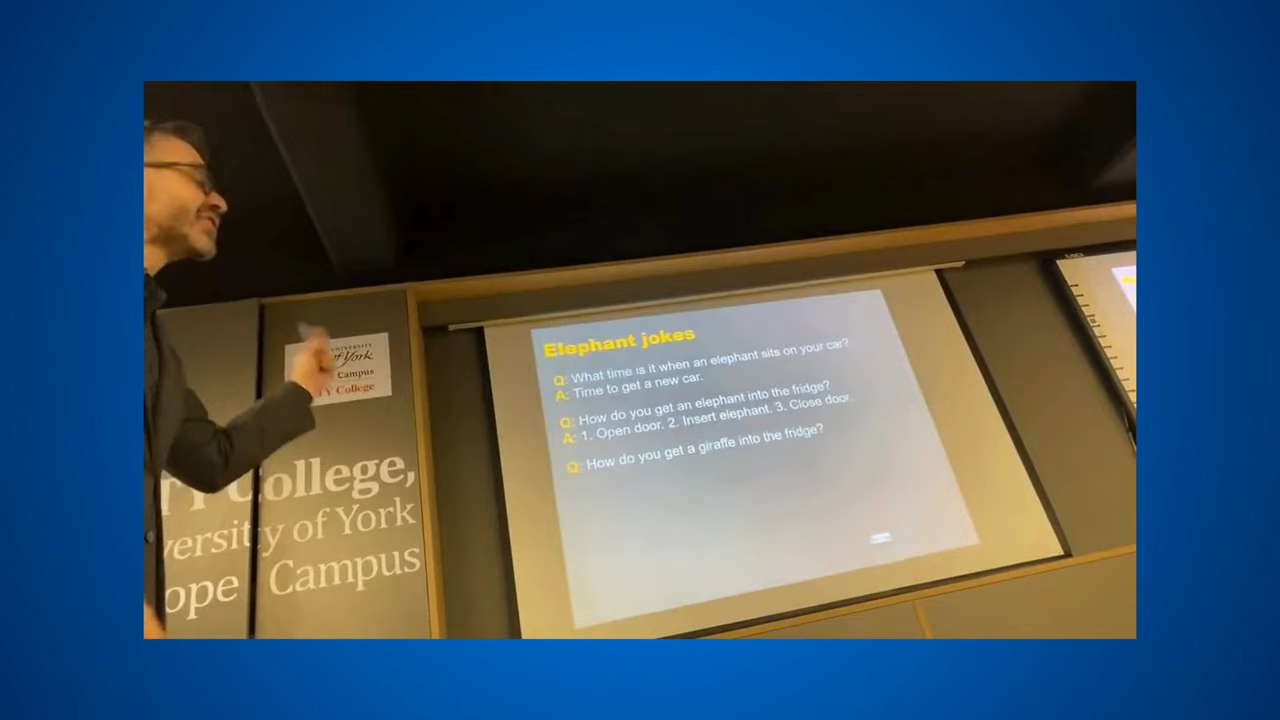 UNIVERSITY
of York
Campus
College
College,
of York
Campus
Elephant jokes
Q: What time is it when an elephant sits on your car?
A: Time to get a new car.
Q: How do you get an elephant into the fridge?
A: 1. Open door. 2. Insert elephant. 3. Close door.
Q: How do you get a giraffe into the fridge?